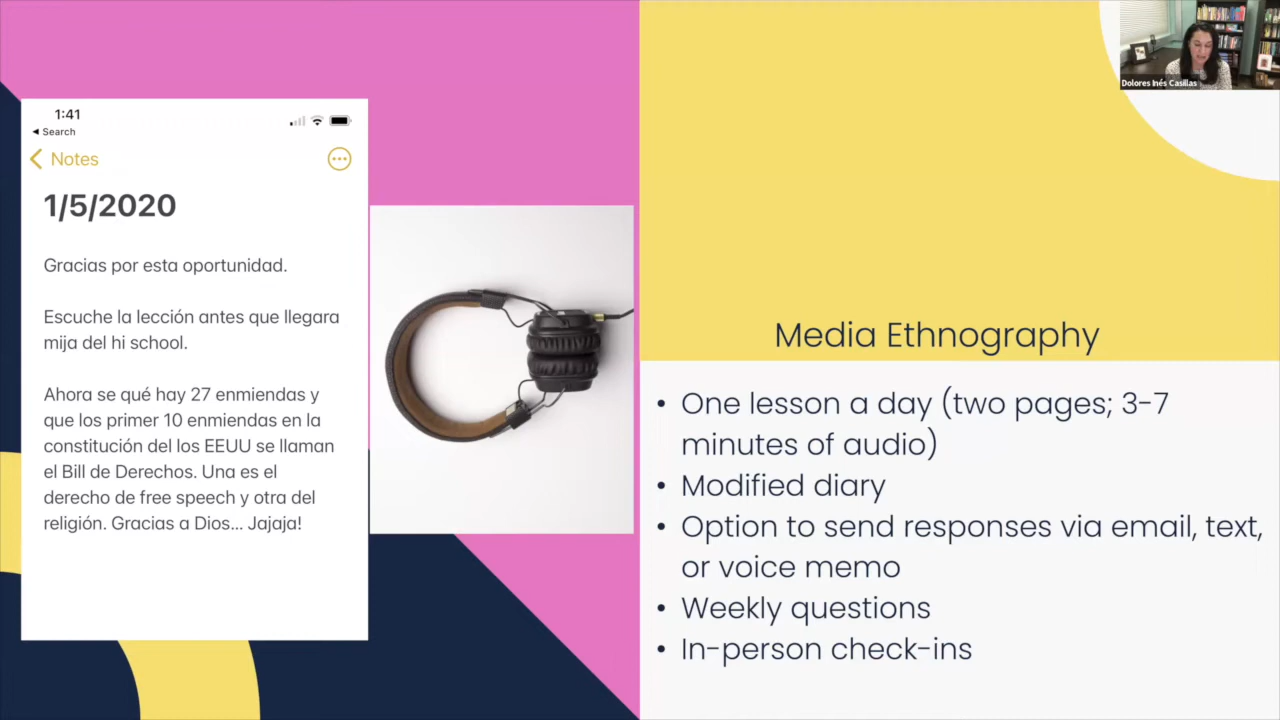 1:41
Search
Notes
1/5/2020
Gracias por esta oportunidad.
Escuche la lección antes que llegara
mija del hi school.
Ahora se qué hay 27 enmiendas y
que los primer 10 enmiendas en la
constitución del los EEUU se llaman
el Bill de Derechos. Una es el
derecho de free speech y otra del
religión. Gracias a Dios... Jajaja!
Dolores Inés Casillas
Media Ethnography
• One lesson a day (two pages; 3-7
minutes of audio)
• Modified diary
• Option to send responses via email, text,
or voice memo
• Weekly questions
• In-person check-ins